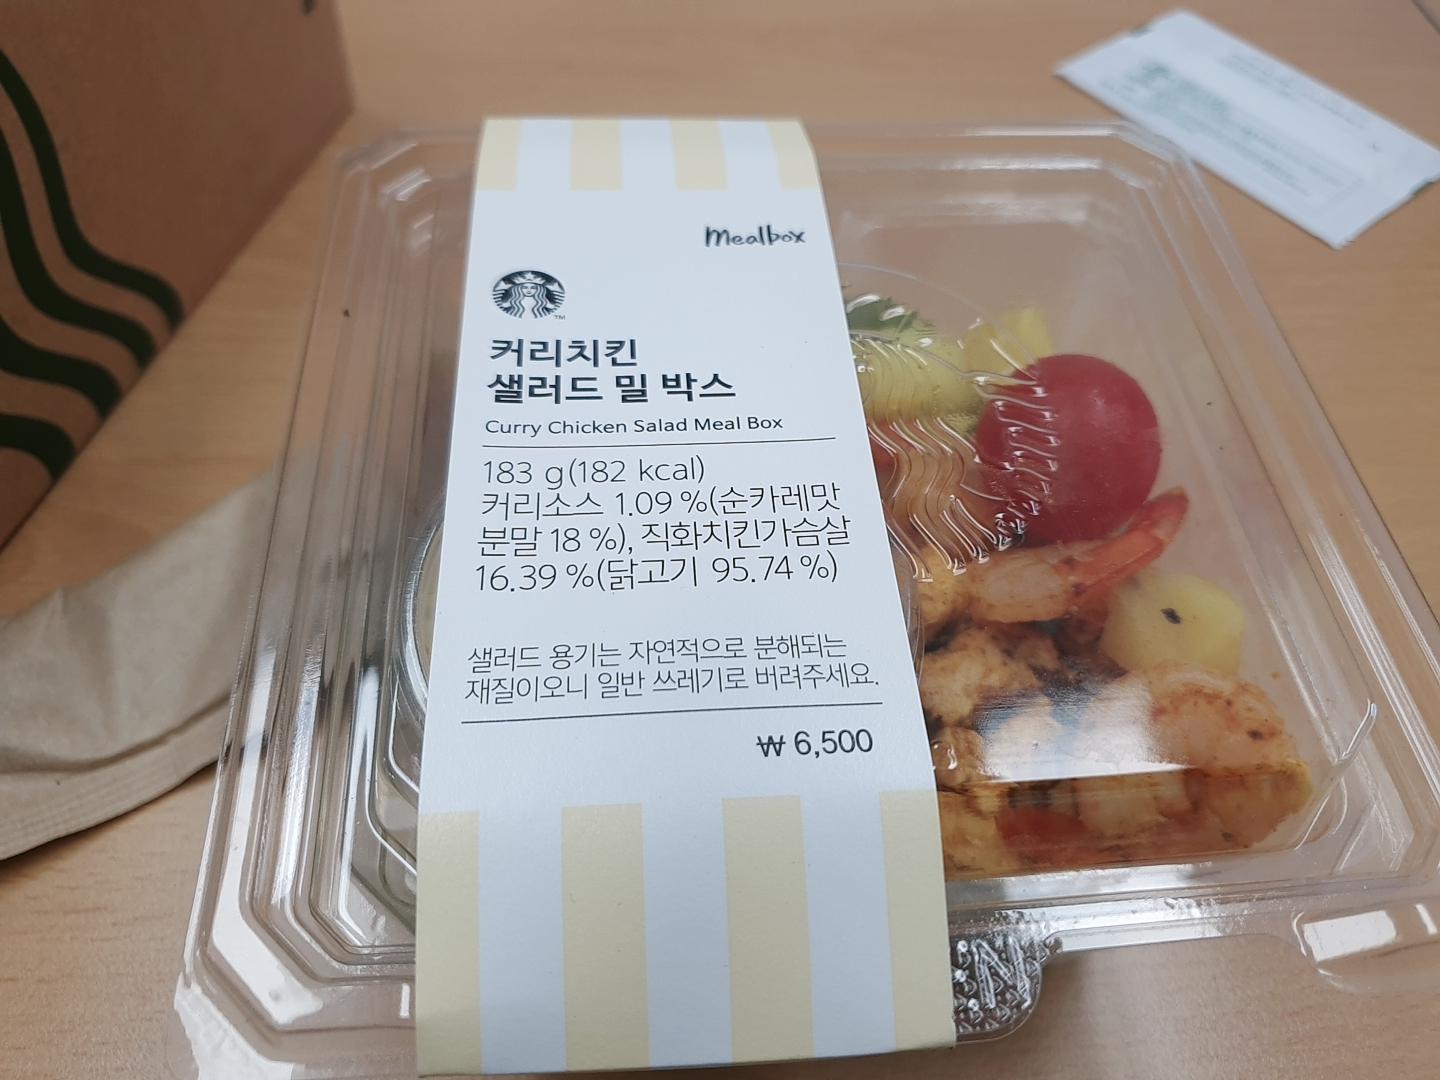 Mealbox
TM
커리치킨
샐러드 밀 박스
Curry Chicken Salad Meal Box
183 g(182 kcal)
커리소스 1.09 %(순카레맛
분말 18 %), 직화치킨가슴살
16.39 %(닭고기 95.74 %)
샐러드 용기는 자연적으로 분해되는
재질이오니 일반 쓰레기로 버려주세요.
₩ 6,500